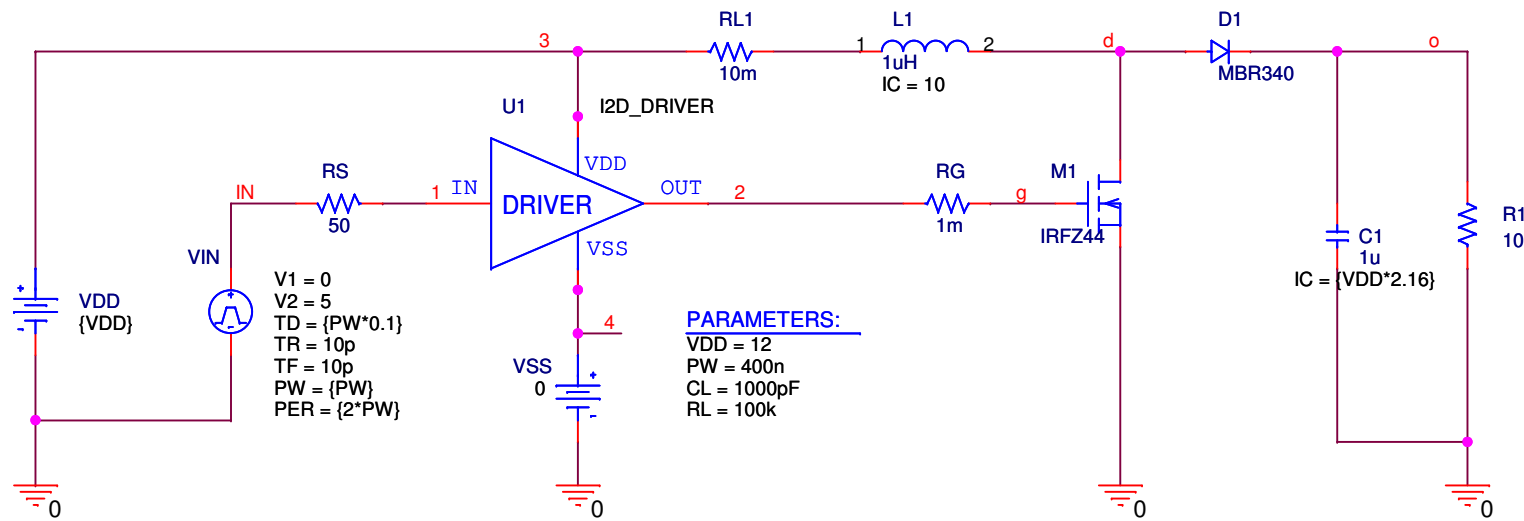 RL1
L1
D1
3
1
2
d
o
10m
1uH
IC = 10
MBR340
U1
I2D_DRIVER
VDD
RS
IN
1
IN
DRIVER
OUT
2
RG
g
M1
50
1m
IRFZ44
R1
10
C1
1u
IC = {VDD*2.16}
VSS
VIN
V1 = 0
V2 = 5
TD = {PW*0.1}
TR = 10p
TF = 10p
PW = {PW}
PER = {2*PW}
VDD
{VDD}
4
VSS
0
PARAMETERS:
VDD = 12
PW = 400n
CL = 1000pF
RL = 100k
0
0
0
0